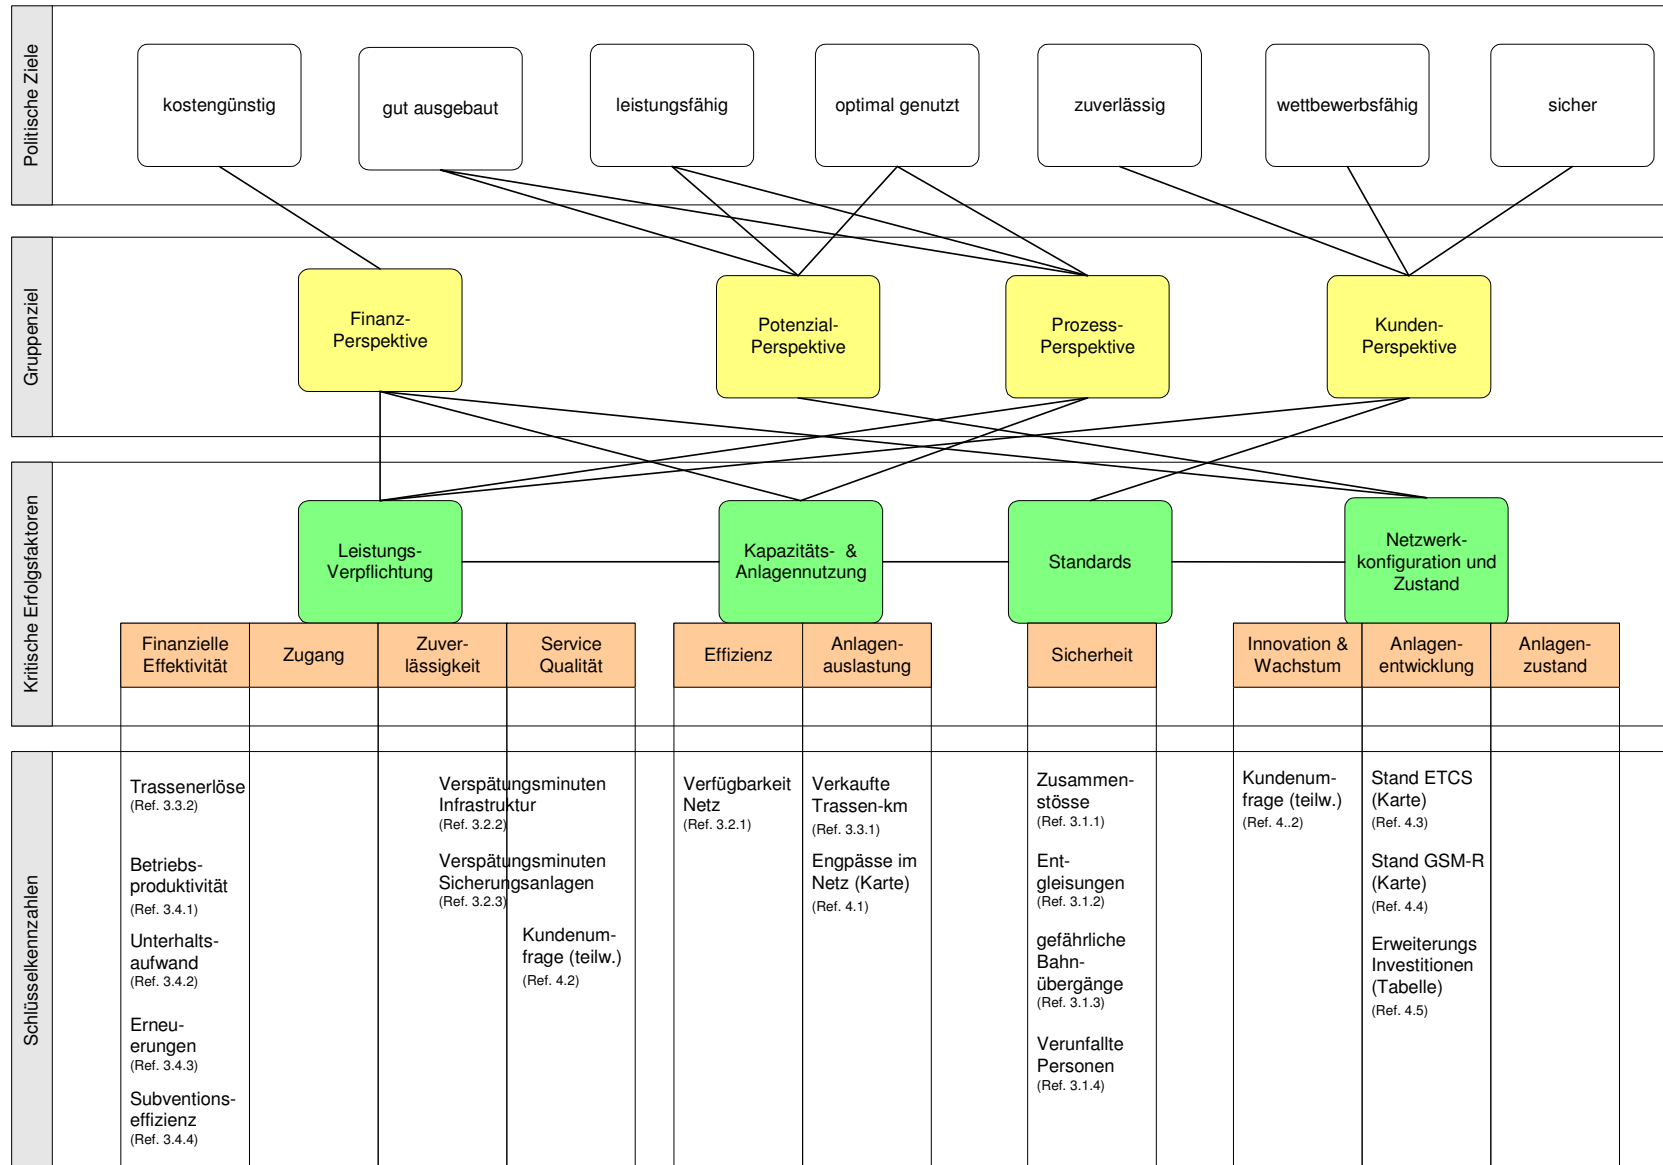 Politische Ziele
kostengünstig
gut ausgebaut
leistungsfähig
optimal genutzt
zuverlässig
wettbewerbsfähig
sicher
Gruppenziel
Finanz-
Perspektive
Potenzial-
Perspektive
Prozess-
Perspektive
Kunden-
Perspektive
Kritische Erfolgsfaktoren
Leistungs-
Verpflichtung
Kapazitäts- &
Anlagennutzung
Standards
Netzwerk-
konfiguration und
Zustand
Finanzielle
Effektivität
Zugang
Zuver-
lässigkeit
Service
Qualität
Effizienz
Anlagen-
auslastung
Sicherheit
Innovation &
Wachstum
Anlagen-
entwicklung
Anlagen-
zustand
Schlüsselkennzahlen
Trassenerlöse
(Ref. 3.3.2)
Betriebs-
produktivität
(Ref. 3.4.1)
Unterhalts-
aufwand
(Ref. 3.4.2)
Erneu-
erungen
(Ref. 3.4.3)
Subventions-
effizienz
(Ref. 3.4.4)
Verspätungsminuten
Infrastruktur
(Ref. 3.2.2)
Verspätungsminuten
Sicherungsanlagen
(Ref. 3.2.3)
Kundenum-
frage (teilw.)
(Ref. 4.2)
Verfügbarkeit
Netz
(Ref. 3.2.1)
Verkaufte
Trassen-km
(Ref. 3.3.1)
Engpässe im
Netz (Karte)
(Ref. 4.1)
Zusammen-
stösse
(Ref. 3.1.1)
Ent-
gleisungen
(Ref. 3.1.2)
gefährliche
Bahn-
übergänge
(Ref. 3.1.3)
Verunfallte
Personen
(Ref. 3.1.4)
Kundenum-
frage (teilw.)
(Ref. 4..2)
Stand ETCS
(Karte)
(Ref. 4.3)
Stand GSM-R
(Karte)
(Ref. 4.4)
Erweiterungs
Investitionen
(Tabelle)
(Ref. 4.5)